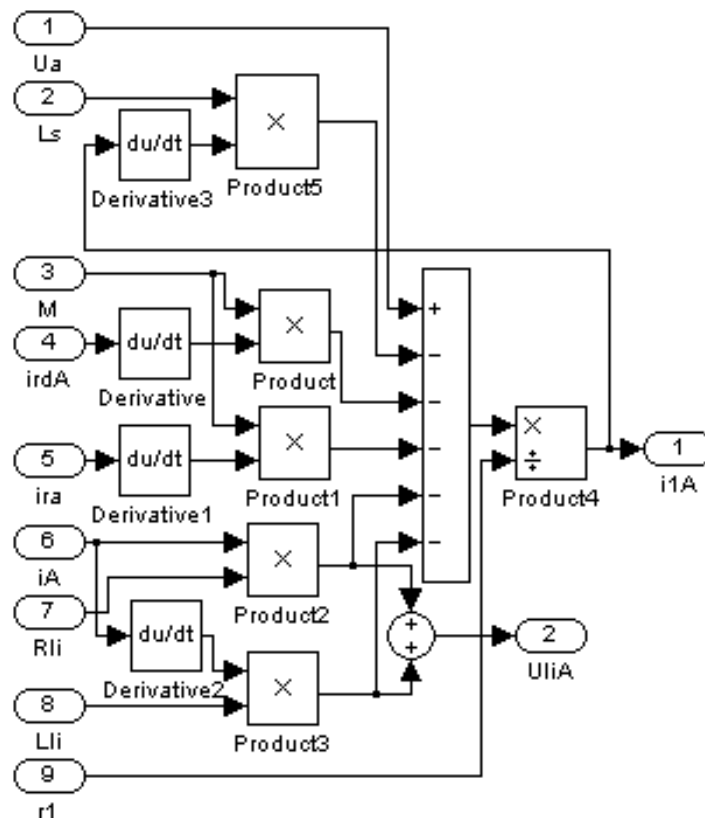 1
Ua
2
Ls
du/dt
Derivative3
×
Product5
3
M
4
irdA
du/dt
Derivative
×
Product
5
ira
du/dt
Derivative1
×
Product1
6
iA
7
Rli
×
Product2
du/dt
Derivative2
×
Product3
8
Lli
9
r1
+
−
−
−
−
−
×
÷
Product4
1
i1A
+
+
2
UliA